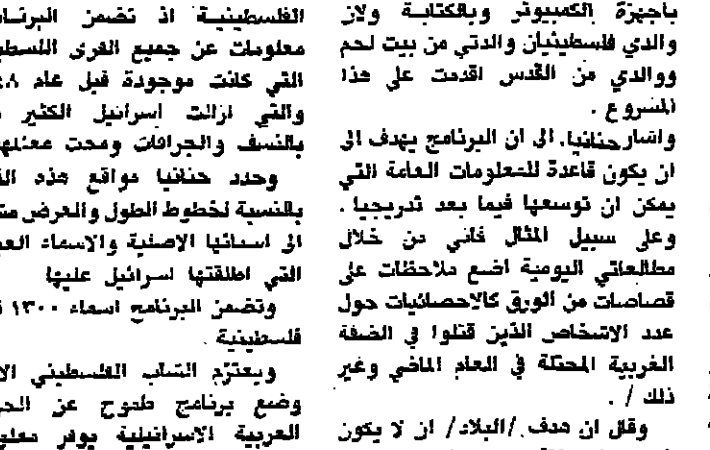 باجهزة الكمبيوتر وبالكتابة ولان
والدي فلسطينيان والدتي من بيت لحم
ووالدي من القدس اقدمت على هذا
المشروع .
واشار حنانيا. الى ان البرنامج يهدف الى
ان يكون قاعدة للمعلومات العامة التي
يمكن ان توسعها فيما بعد تدريجيا .
وعلى سبيل المثال فاني من خلال
مطالعاتي اليومية اضع ملاحظات على
قصاصات من الورق كالاحصائيات حول
عدد الاشخاص الذين قتلوا في الضفة
الغربية المحتلة في العام الماضي وغير
ذلك / .
وقال ان هدف /البلاد/ ان لا يكون
الفلسطينية اذ تضمن
معلومات عن جميع القرى
التي كانت موجودة قبل عام
والتي ازالت اسرائيل الكثير
بالنسف والجرافات ومحت
وحدد حنانيا مواقع هذه
بالنسبة لخطوط الطول والعرض
الى اسمائها الاصلية والاسماء
التي اطلقتها اسرائيل عليها
وتضمن البرنامج اسماء ١٣٠٠
فلسطينية .
ويعتزم الشاب الفلسطيني
وضع برنامج طموح عن
العربية الاسرائيلية يوفر